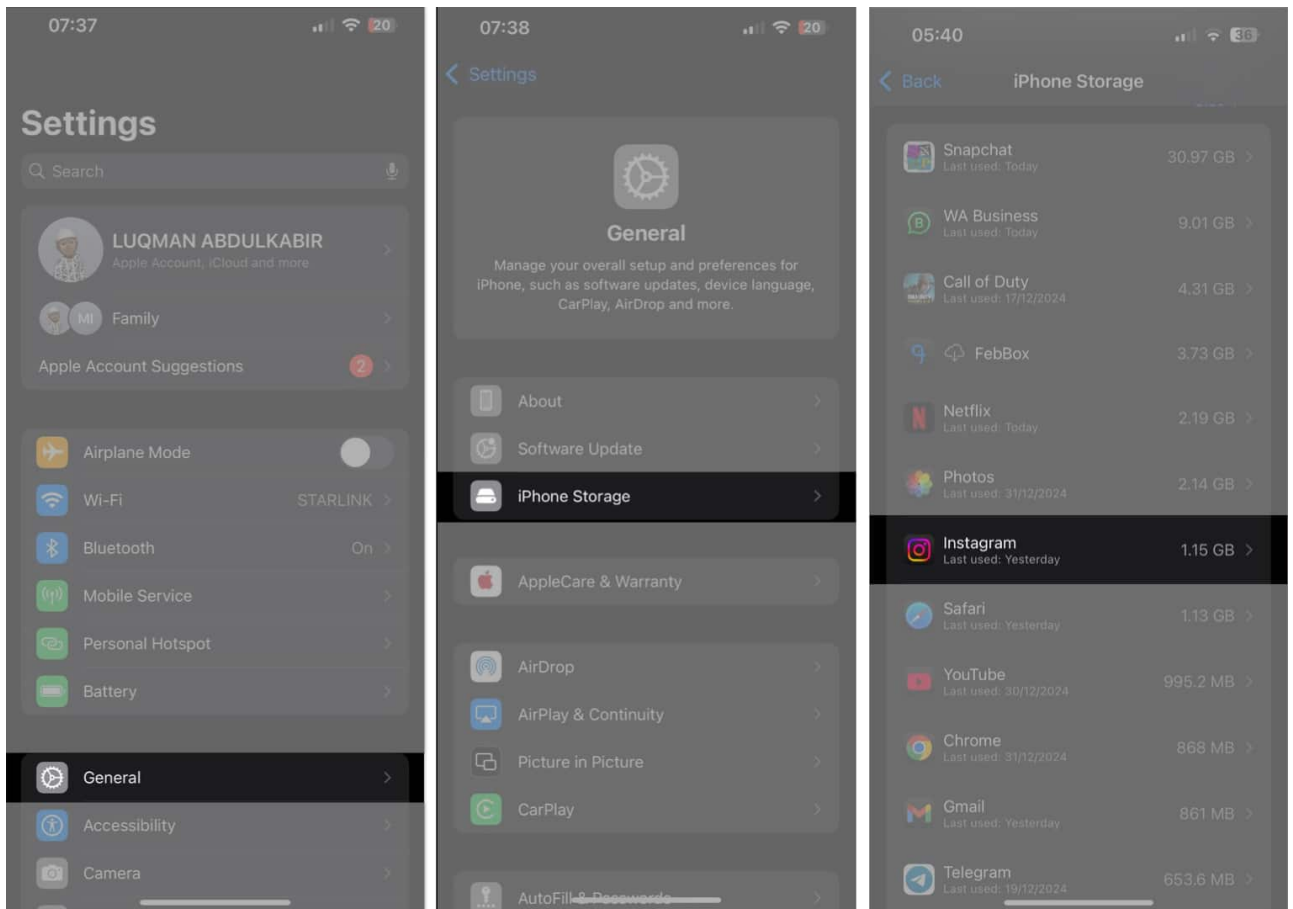 07:37
20
Settings
Search
LUQMAN ABDULKABIR
Apple Account, iCloud and more
MI
Family
Apple Account Suggestions
2
Airplane Mode
Wi-Fi
STARLINK
Bluetooth
On
Mobile Service
Personal Hotspot
Battery
General
Accessibility
Camera
07:38
20
Settings
General
Manage your overall setup and preferences for
iPhone, such as software updates, device language,
CarPlay, AirDrop and more.
About
Software Update
iPhone Storage
AppleCare & Warranty
AirDrop
AirPlay & Continuity
Picture in Picture
CarPlay
AutoFill & Passwords
05:40
36
Back
iPhone Storage
Snapchat
30.97 GB
Last used: Today
WA Business
9.01 GB
Last used: Today
Call of Duty
4.31 GB
Last used: 17/12/2024
FebBox
3.73 GB
Netflix
2.19 GB
Last used: Today
Photos
2.14 GB
Last used: 31/12/2024
Instagram
1.15 GB
Last used: Yesterday
Safari
1.13 GB
Last used: Yesterday
YouTube
995.2 MB
Last used: 30/12/2024
Chrome
868 MB
Last used: 31/12/2024
Gmail
861 MB
Last used: Yesterday
Telegram
653.6 MB
Last used: 19/12/2024